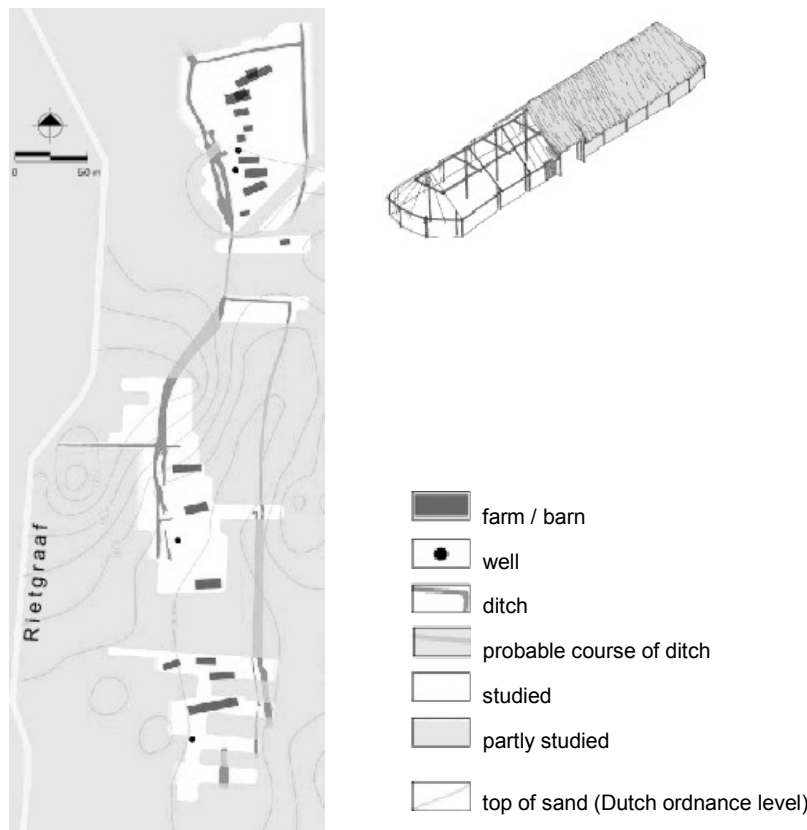 0
50 m
Rietgraaf
farm / barn
well
ditch
probable course of ditch
studied
partly studied
top of sand (Dutch ordnance level)